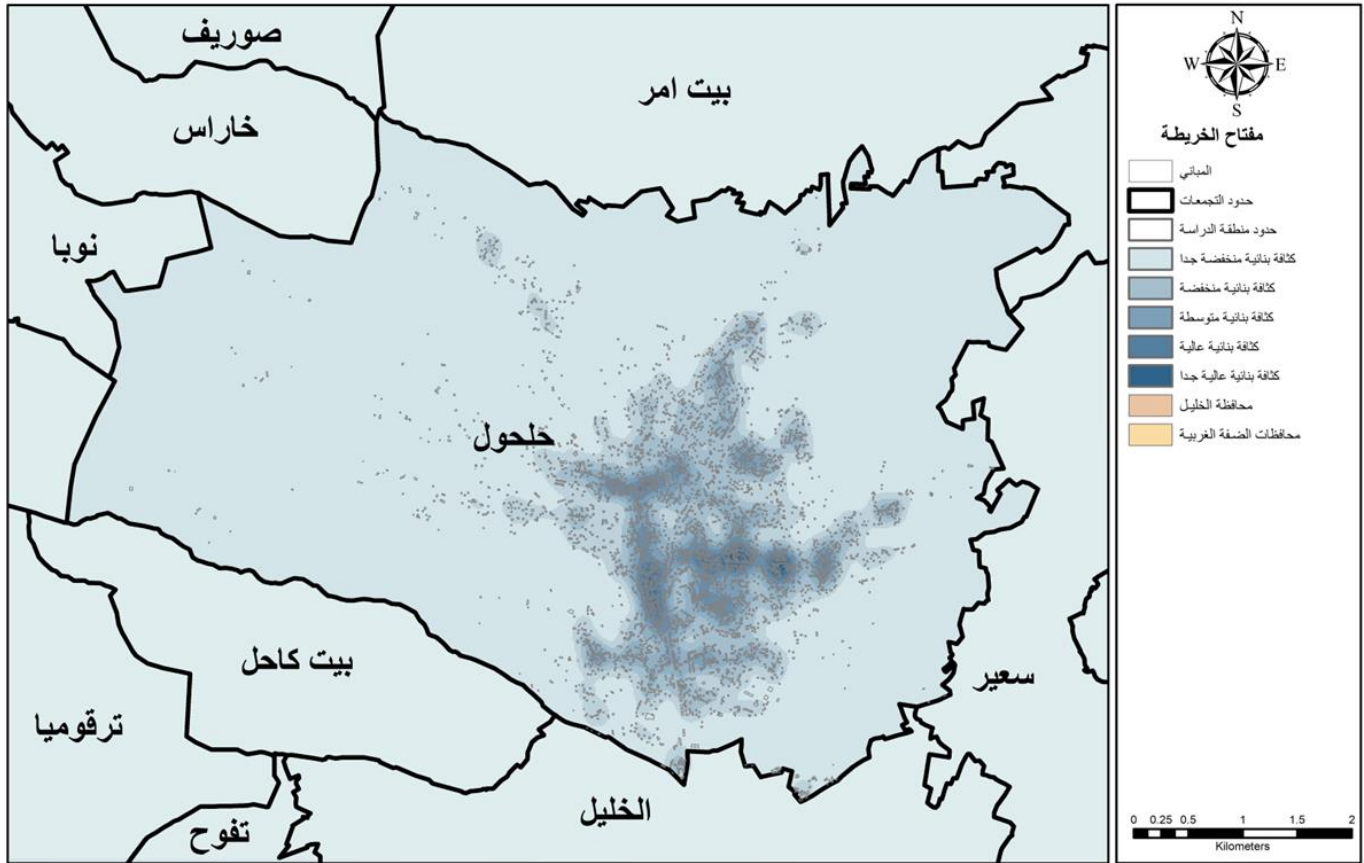 صوريف
بيت امر
خاراس
نوبا
حلحول
بيت كاحل
سعير
ترقوميا
الخليل
تفوح
N
W E
S
مفتاح الخريطة
المباني
حدود التجمعات
حدود منطقة الدراسة
كثافة بنائية منخفضة جدا
كثافة بنائية منخفضة
كثافة بنائية متوسطة
كثافة بنائية عالية
كثافة بنائية عالية جدا
محافظة الخليل
محافظات الضفة الغربية
0 0.25 0.5 1 1.5 2
Kilometers